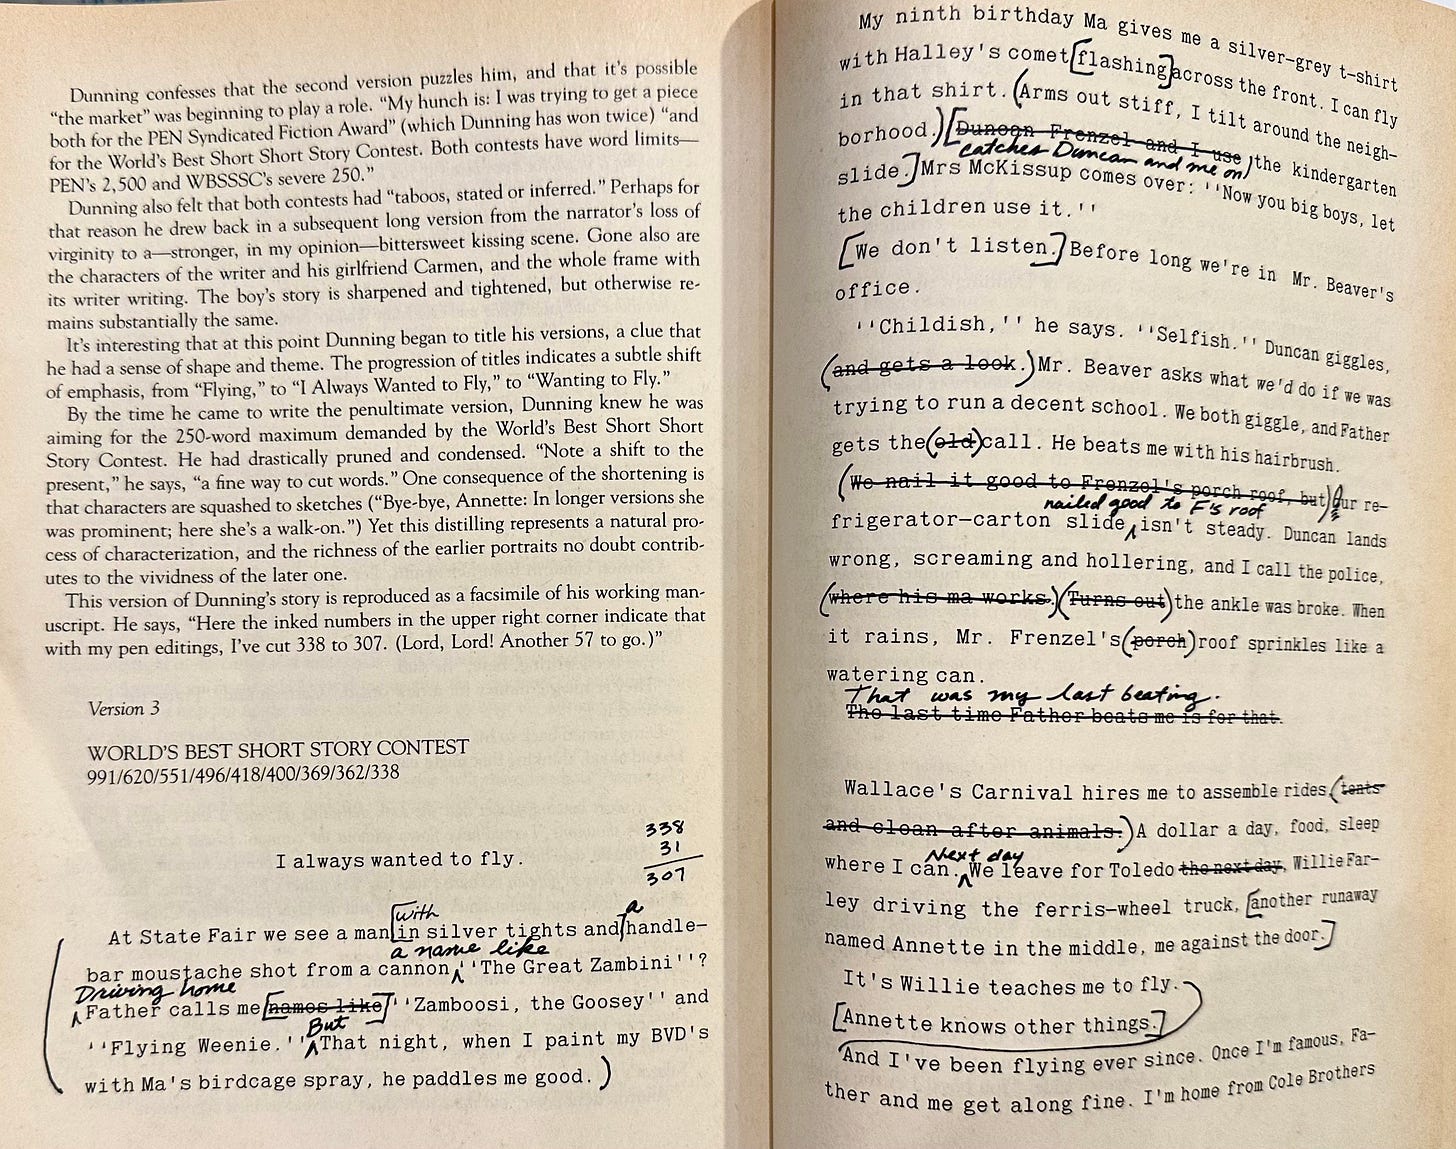 Dunning confesses that the second version puzzles him, and that it's possible
"the market" was beginning to play a role. "My hunch is: I was trying to get a piece
both for the PEN Syndicated Fiction Award" (which Dunning has won twice) "and
for the World's Best Short Short Story Contest. Both contests have word limits—
PEN's 2,500 and WBSSSC's severe 250."
Dunning also felt that both contests had "taboos, stated or inferred." Perhaps for
that reason he drew back in a subsequent long version from the narrator's loss of
virginity to a—stronger, in my opinion—bittersweet kissing scene. Gone also are
the characters of the writer and his girlfriend Carmen, and the whole frame with
its writer writing. The boy's story is sharpened and tightened, but otherwise re-
mains substantially the same.
It's interesting that at this point Dunning began to title his versions, a clue that
he had a sense of shape and theme. The progression of titles indicates a subtle shift
of emphasis, from "Flying," to "I Always Wanted to Fly," to "Wanting to Fly."
By the time he came to write the penultimate version, Dunning knew he was
aiming for the 250-word maximum demanded by the World's Best Short Short
Story Contest. He had drastically pruned and condensed. "Note a shift to the
present," he says, "a fine way to cut words." One consequence of the shortening is
that characters are squashed to sketches ("Bye-bye, Annette: In longer versions she
was prominent; here she's a walk-on.") Yet this distilling represents a natural pro-
cess of characterization, and the richness of the earlier portraits no doubt contrib-
utes to the vividness of the later one.
This version of Dunning's story is reproduced as a facsimile of his working man-
uscript. He says, "Here the inked numbers in the upper right corner indicate that
with my pen editings, I've cut 338 to 307. (Lord, Lord! Another 57 to go.)"
Version 3
WORLD'S BEST SHORT STORY CONTEST
991/620/551/496/418/400/369/362/338
338
31
307
I always wanted to fly.
with a
At State Fair we see a man [in silver tights and handle-
a name like
bar moustache shot from a cannon, ''The Great Zambini''?
Driving home
Father calls me [names like] ''Zamboosi, the Goosey'' and
But
''Flying Weenie.'' That night, when I paint my BVD's
with Ma's birdcage spray, he paddles me good.)
My ninth birthday Ma gives me a silver-grey t-shirt
with Halley's comet [flashing] across the front. I can fly
in that shirt. (Arms out stiff, I tilt around the neigh-
borhood.) [Duncan Frenzel and I use) the kindergarten
catches Duncan and me on
slide.] Mrs McKissup comes over: ''Now you big boys, let
the children use it.''
[We don't listen.] Before long we're in Mr. Beaver's
office.
''Childish,'' he says. ''Selfish.'' Duncan giggles,
(and gets a look.) Mr. Beaver asks what we'd do if we was
trying to run a decent school. We both giggle, and Father
gets the (old) call. He beats me with his hairbrush.
(We nail it good to Frenzel's porch roof, but) Our re-
nailed good to F's roof
frigerator-carton slide isn't steady. Duncan lands
wrong, screaming and hollering, and I call the police,
(where his ma works.) (Turns out) the ankle was broke. When
it rains, Mr. Frenzel's (porch) roof sprinkles like a
watering can.
That was my last beating.
The last time Father beats me is for that.
Wallace's Carnival hires me to assemble rides, (tents
and clean after animals.) A dollar a day, food, sleep
Next day
where I can. We leave for Toledo the next day, Willie Far-
ley driving the ferris-wheel truck, [another runaway
named Annette in the middle, me against the door.]
It's Willie teaches me to fly.
[Annette knows other things.]
And I've been flying ever since. Once I'm famous, Fa-
ther and me get along fine. I'm home from Cole Brothers